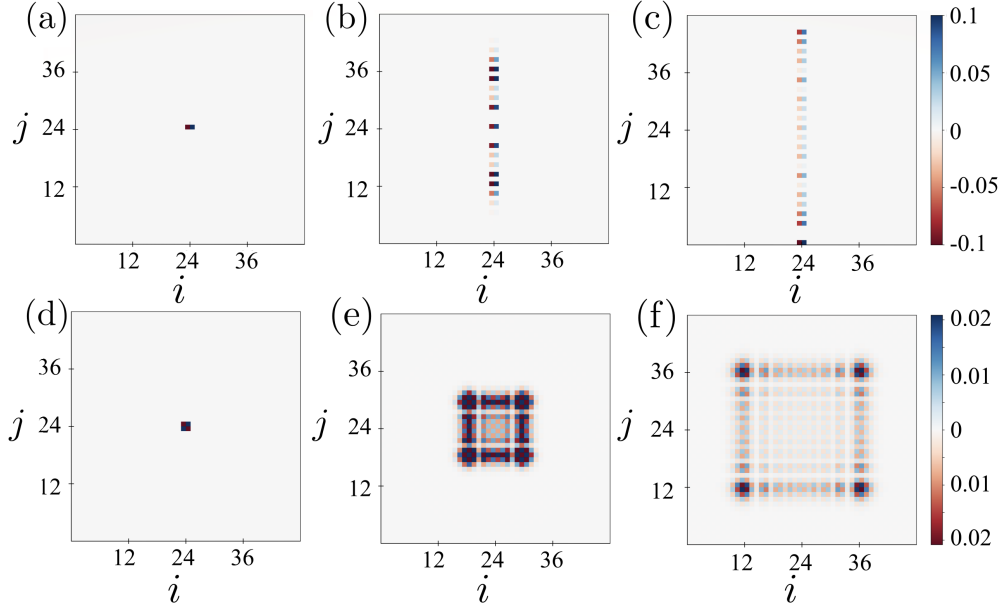 (a) (b) (c) 0.1
36 36 36 0.05
j 24 j 24 j 24 0
12 12 12 -0.05
-0.1
12 24 36 12 24 36 12 24 36
i i i
(d) (e) (f) 0.02
36 36 36 0.01
j 24 j 24 j 24 0
12 12 12 0.01
0.02
12 24 36 12 24 36 12 24 36
i i i